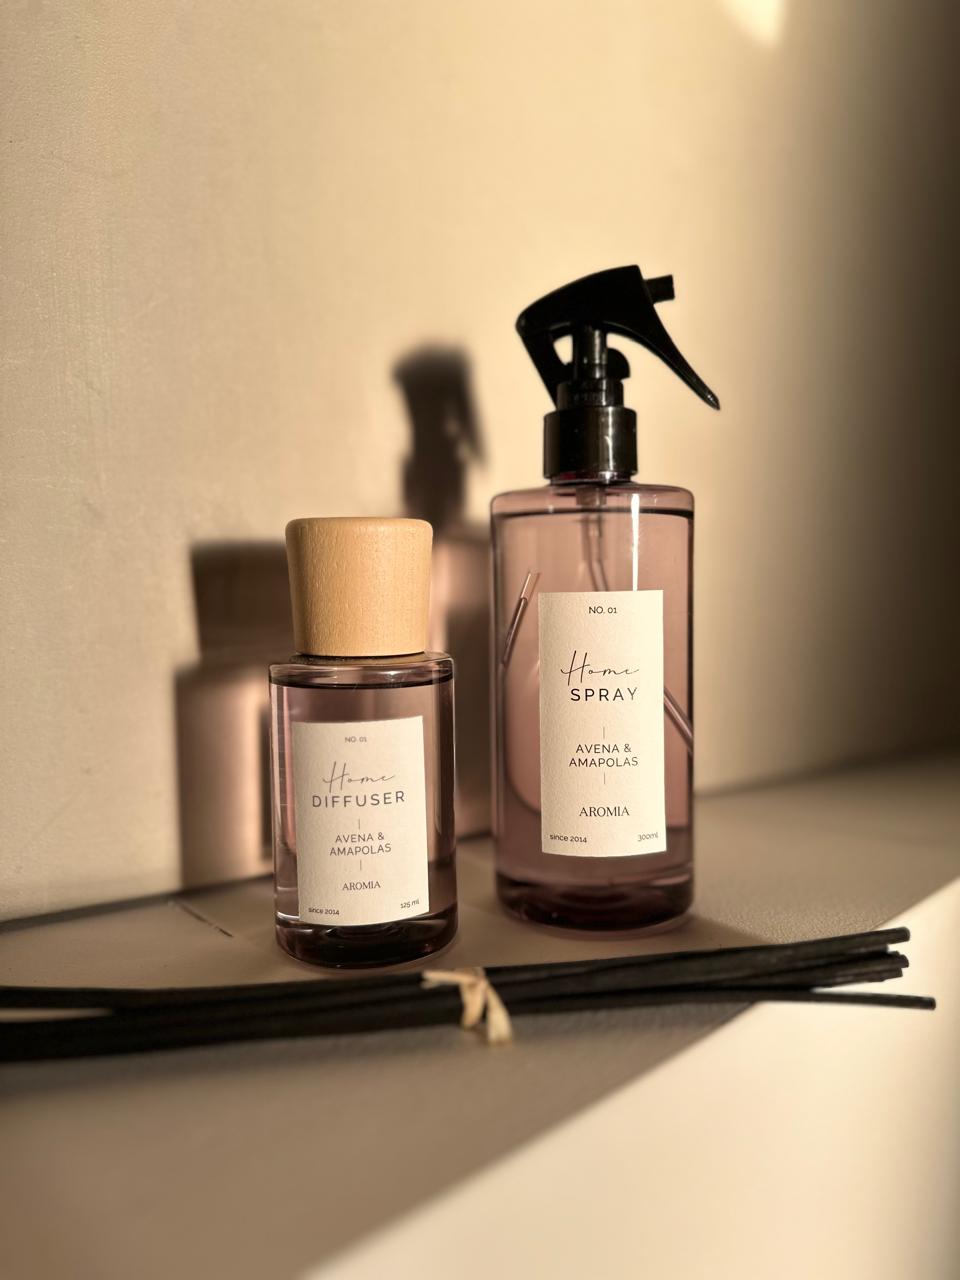 NO. 01
Home
DIFFUSER
AVENA &
AMAPOLAS
AROMIA
since 2014
125 ml
NO. 01
Home
SPRAY
AVENA &
AMAPOLAS
AROMIA
since 2014
300ml